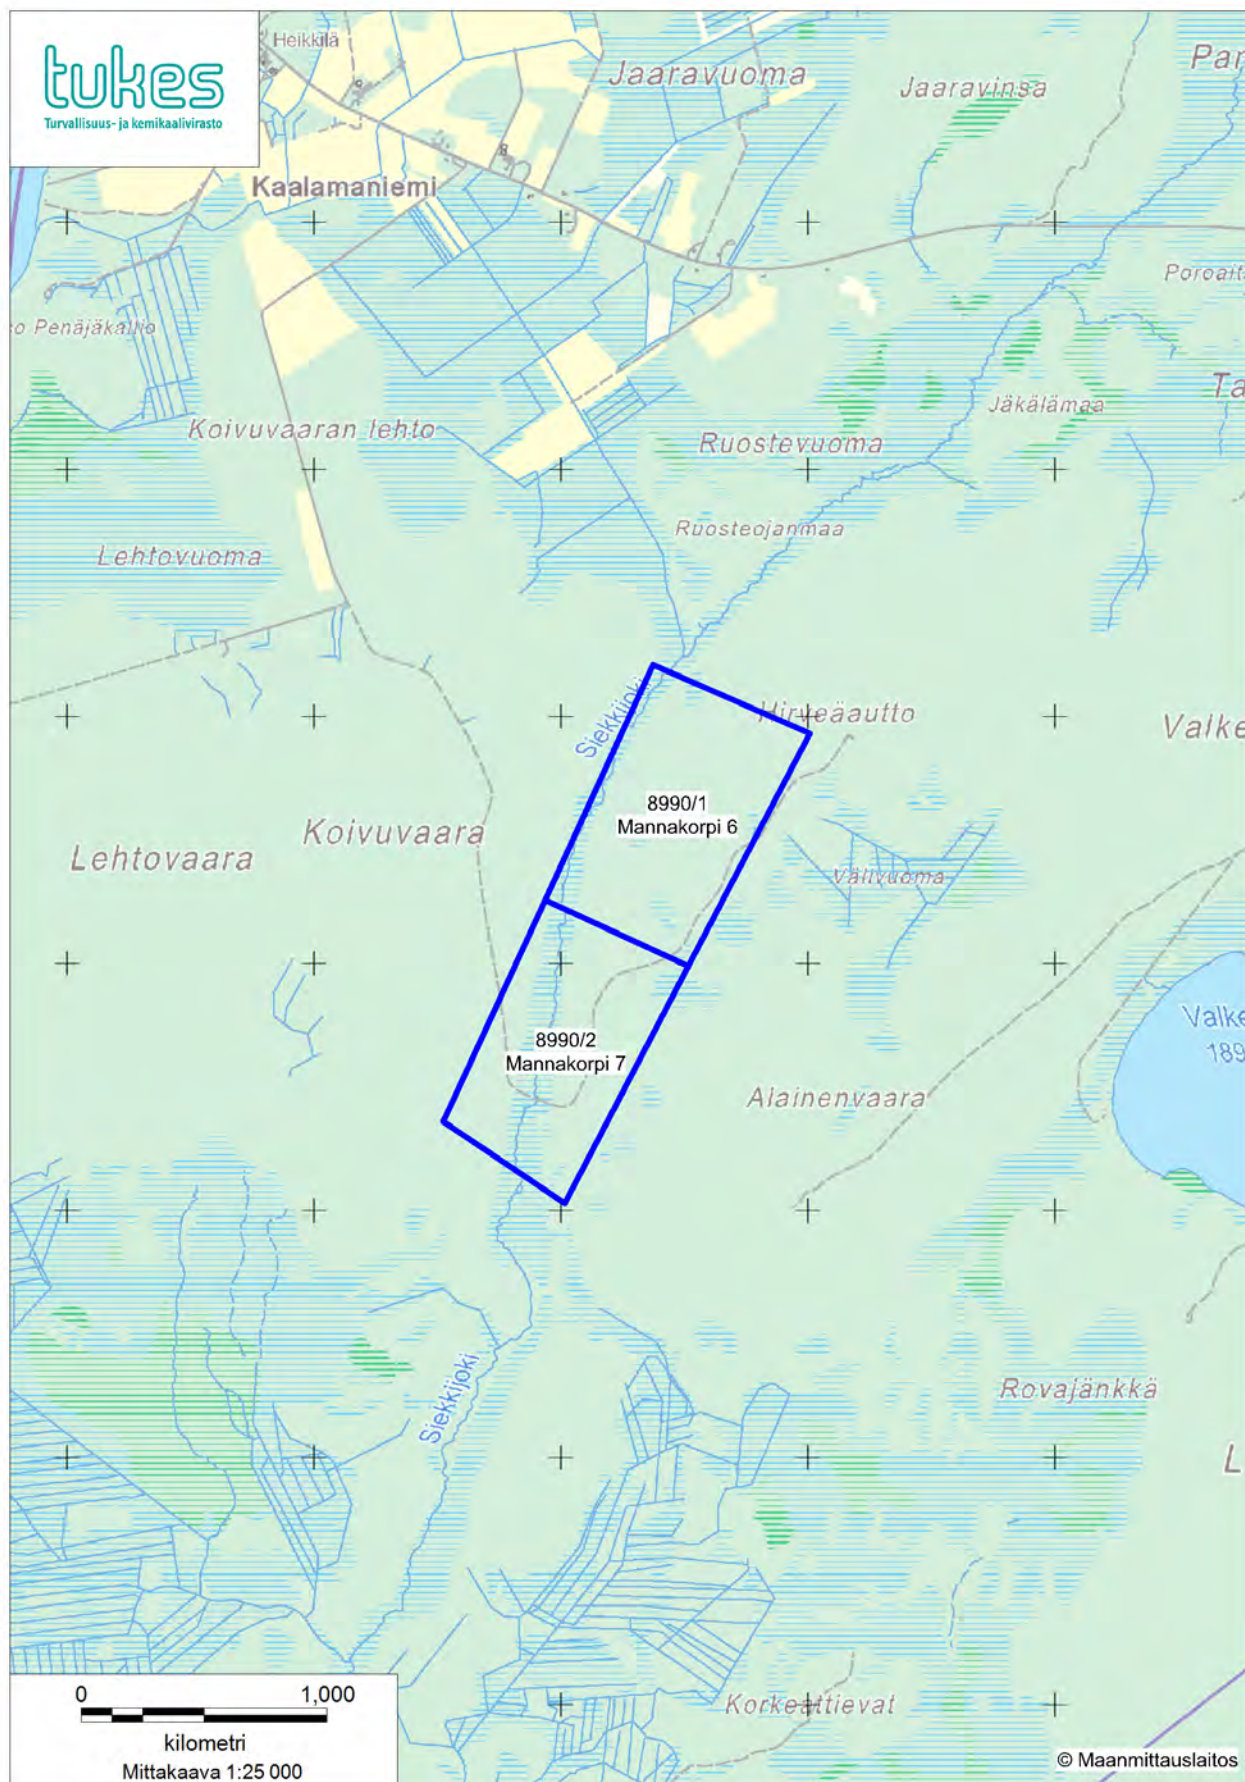 tukes
Turvallisuus- ja kemikaalivirasto
Heikkilä
Jaaravuoma
Jaaravinsa
Kaalamaniemi
Penäjäkallio
Koivuvaaran lehto
Ruostevuoma
Jäkälämaa
Ruosteojanmaa
Lehtovuoma
Siekkijoki
Hirveäautto
8990/1
Mannakorpi 6
Koivuvaara
Lehtovaara
Välivuoma
8990/2
Mannakorpi 7
Alainenvaara
Rovajänkkä
Siekkijoki
Korkeattievat
0 1,000
kilometri
Mittakaava 1:25 000
© Maanmittauslaitos